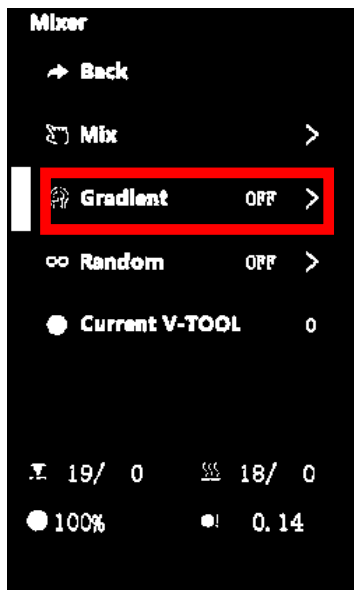 Mixer
Back
Mix >
Gradient OFF >
Random OFF >
Current V-TOOL 0
19/ 0 18/ 0
100% 0.14